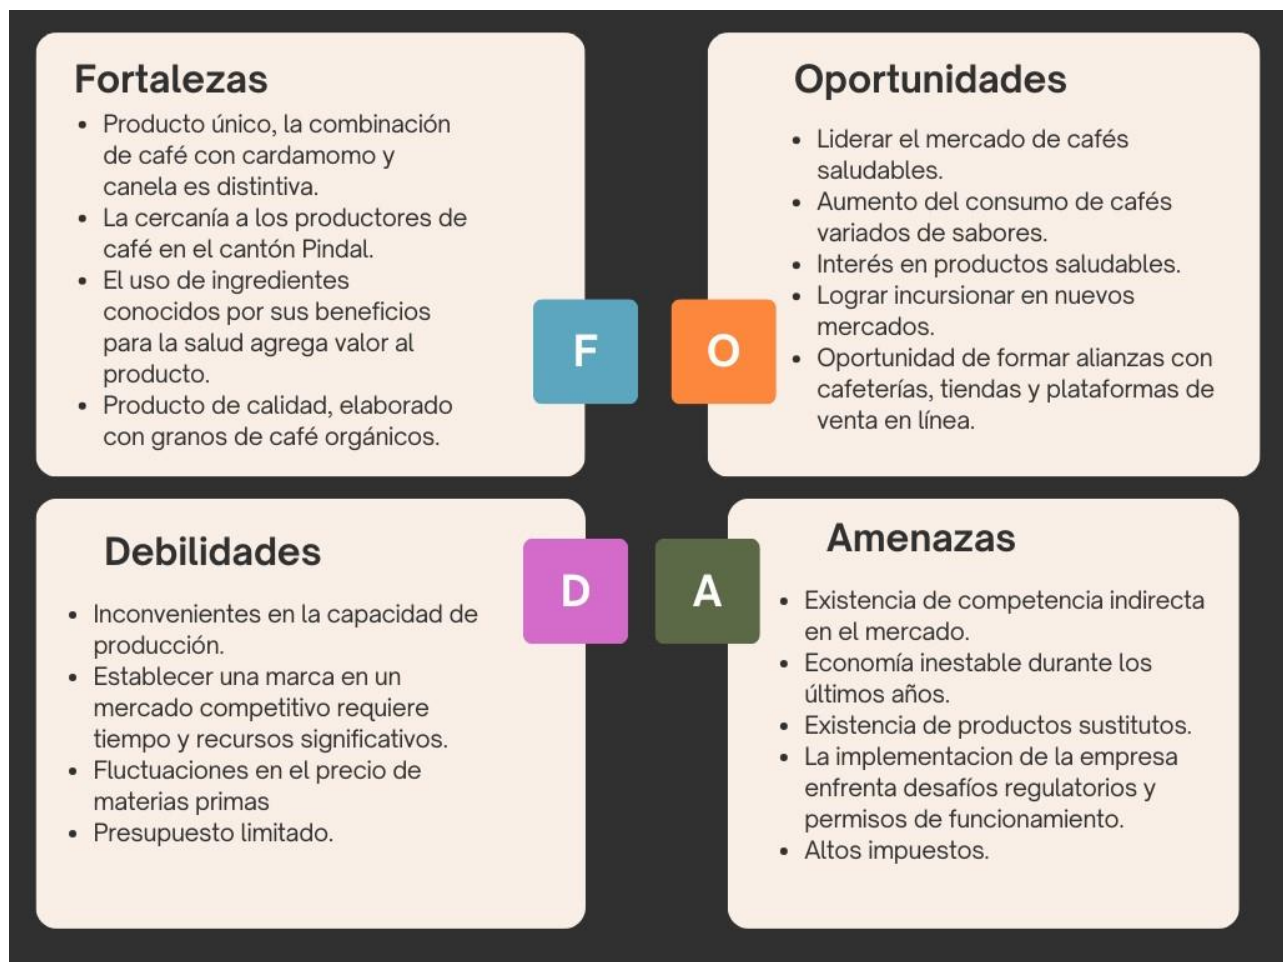 Fortalezas
• Producto único, la combinación
de café con cardamomo y
canela es distintiva.
• La cercanía a los productores de
café en el cantón Pindal.
• El uso de ingredientes
conocidos por sus beneficios
para la salud agrega valor al
producto.
• Producto de calidad, elaborado
con granos de café orgánicos.
F
Oportunidades
• Liderar el mercado de cafés
saludables.
• Aumento del consumo de cafés
variados de sabores.
• Interés en productos saludables.
• Lograr incursionar en nuevos
mercados.
• Oportunidad de formar alianzas con
cafeterías, tiendas y plataformas de
venta en línea.
O
Debilidades
• Inconvenientes en la capacidad de
producción.
• Establecer una marca en un
mercado competitivo requiere
tiempo y recursos significativos.
• Fluctuaciones en el precio de
materias primas
• Presupuesto limitado.
D
Amenazas
• Existencia de competencia indirecta
en el mercado.
• Economía inestable durante los
últimos años.
• Existencia de productos sustitutos.
• La implementacion de la empresa
enfrenta desafíos regulatorios y
permisos de funcionamiento.
• Altos impuestos.
A